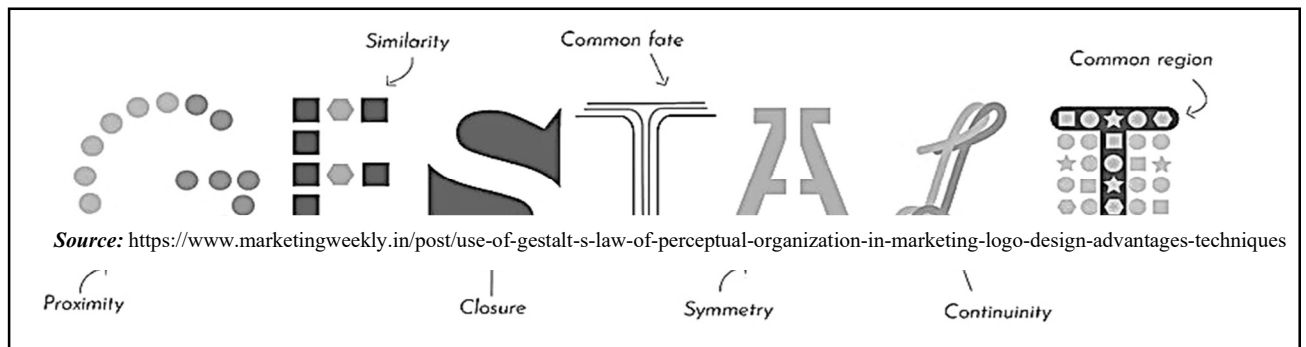 Similarity
Common fate
Common region
GESTALT
Source: https://www.marketingweekly.in/post/use-of-gestalt-s-law-of-perceptual-organization-in-marketing-logo-design-advantages-techniques
Proximity
Closure
Symmetry
Continuinity